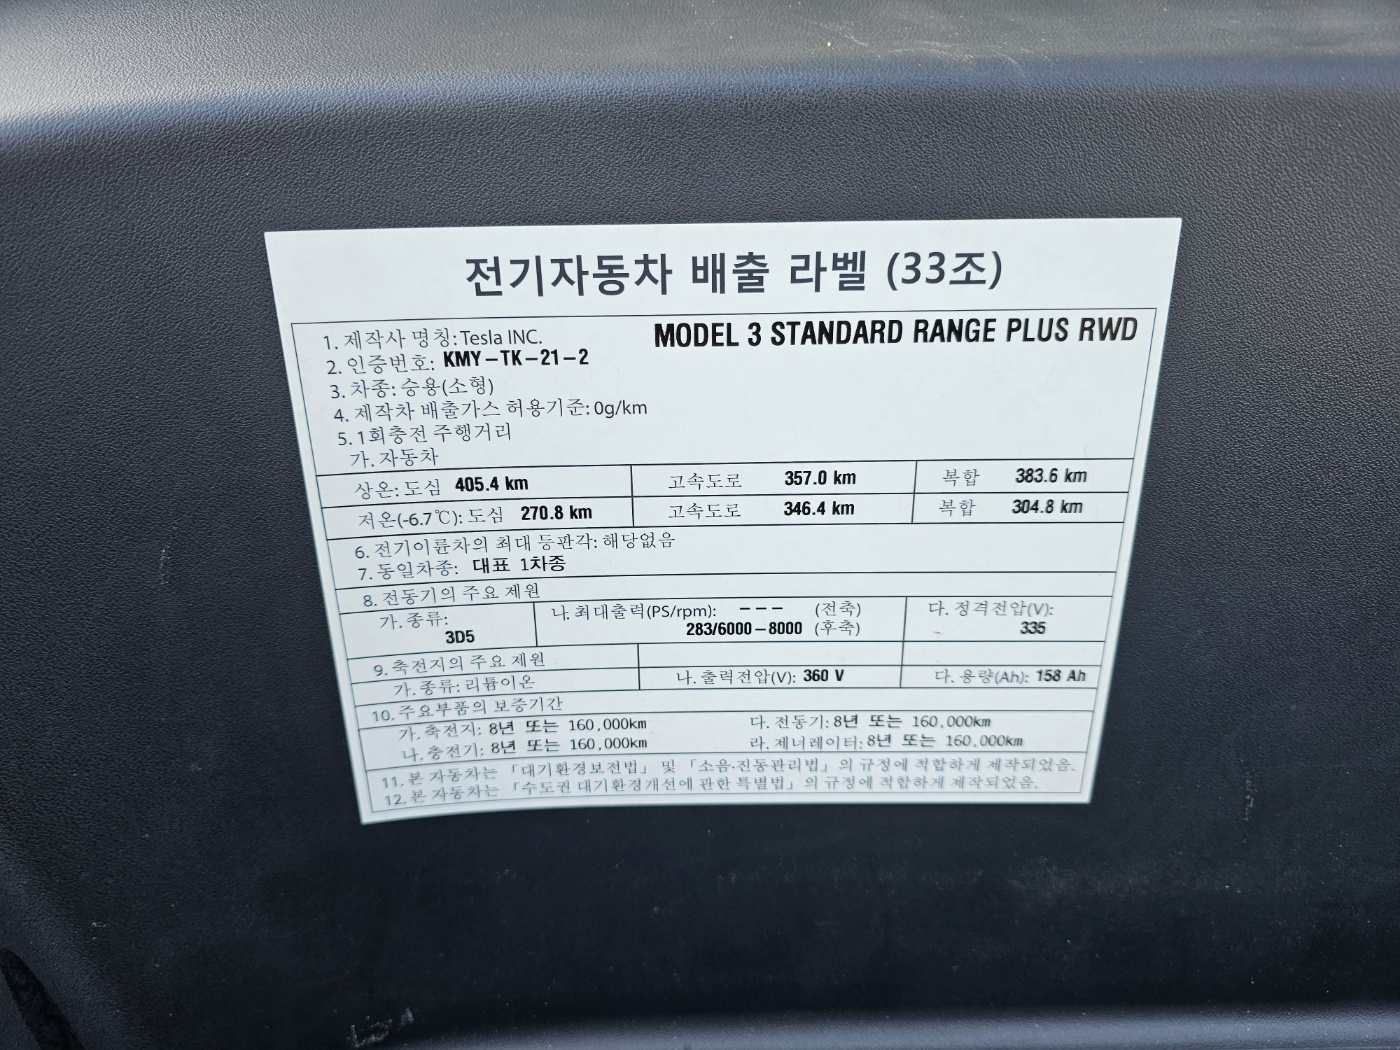 전기자동차 배출 라벨 (33조)
1. 제작사 명칭: Tesla INC. MODEL 3 STANDARD RANGE PLUS RWD
2. 인증번호: KMY-TK-21-2
3. 차종: 승용(소형)
4. 제작차 배출가스 허용기준: 0g/km
5. 1회충전 주행거리
가. 자동차
상온: 도심 405.4 km 고속도로 357.0 km 복합 383.6 km
저온(-6.7℃): 도심 270.8 km 고속도로 346.4 km 복합 304.8 km
6. 전기이륜차의 최대 등판각: 해당없음
7. 동일차종: 대표 1차종
8. 전동기의 주요 제원
가. 종류: 나. 최대출력(PS/rpm): --- (전축) 다. 정격전압(V):
3D5 283/6000-8000 (후축) 335
9. 축전지의 주요 제원
가. 종류: 리튬이온 나. 출력전압(V): 360 V 다. 용량(Ah): 158 Ah
10. 주요부품의 보증기간
가. 축전지: 8년 또는 160,000km 다. 전동기: 8년 또는 160,000km
나. 충전기: 8년 또는 160,000km 라. 제너레이터: 8년 또는 160,000km
11. 본 자동차는 「대기환경보전법」 및 「소음·진동관리법」의 규정에 적합하게 제작되었음.
12. 본 자동차는 「수도권 대기환경개선에 관한 특별법」의 규정에 적합하게 제작되었음.